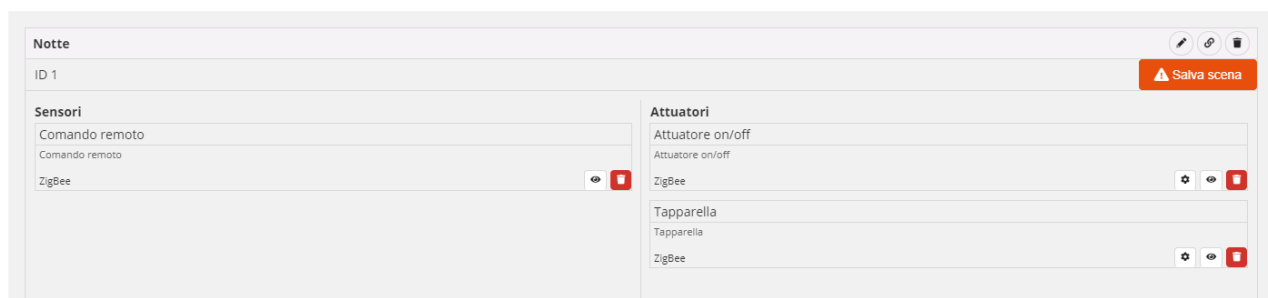 Notte
ID 1
Salva scena
Sensori
Comando remoto
Comando remoto
ZigBee
Attuatori
Attuatore on/off
Attuatore on/off
ZigBee
Tapparella
Tapparella
ZigBee